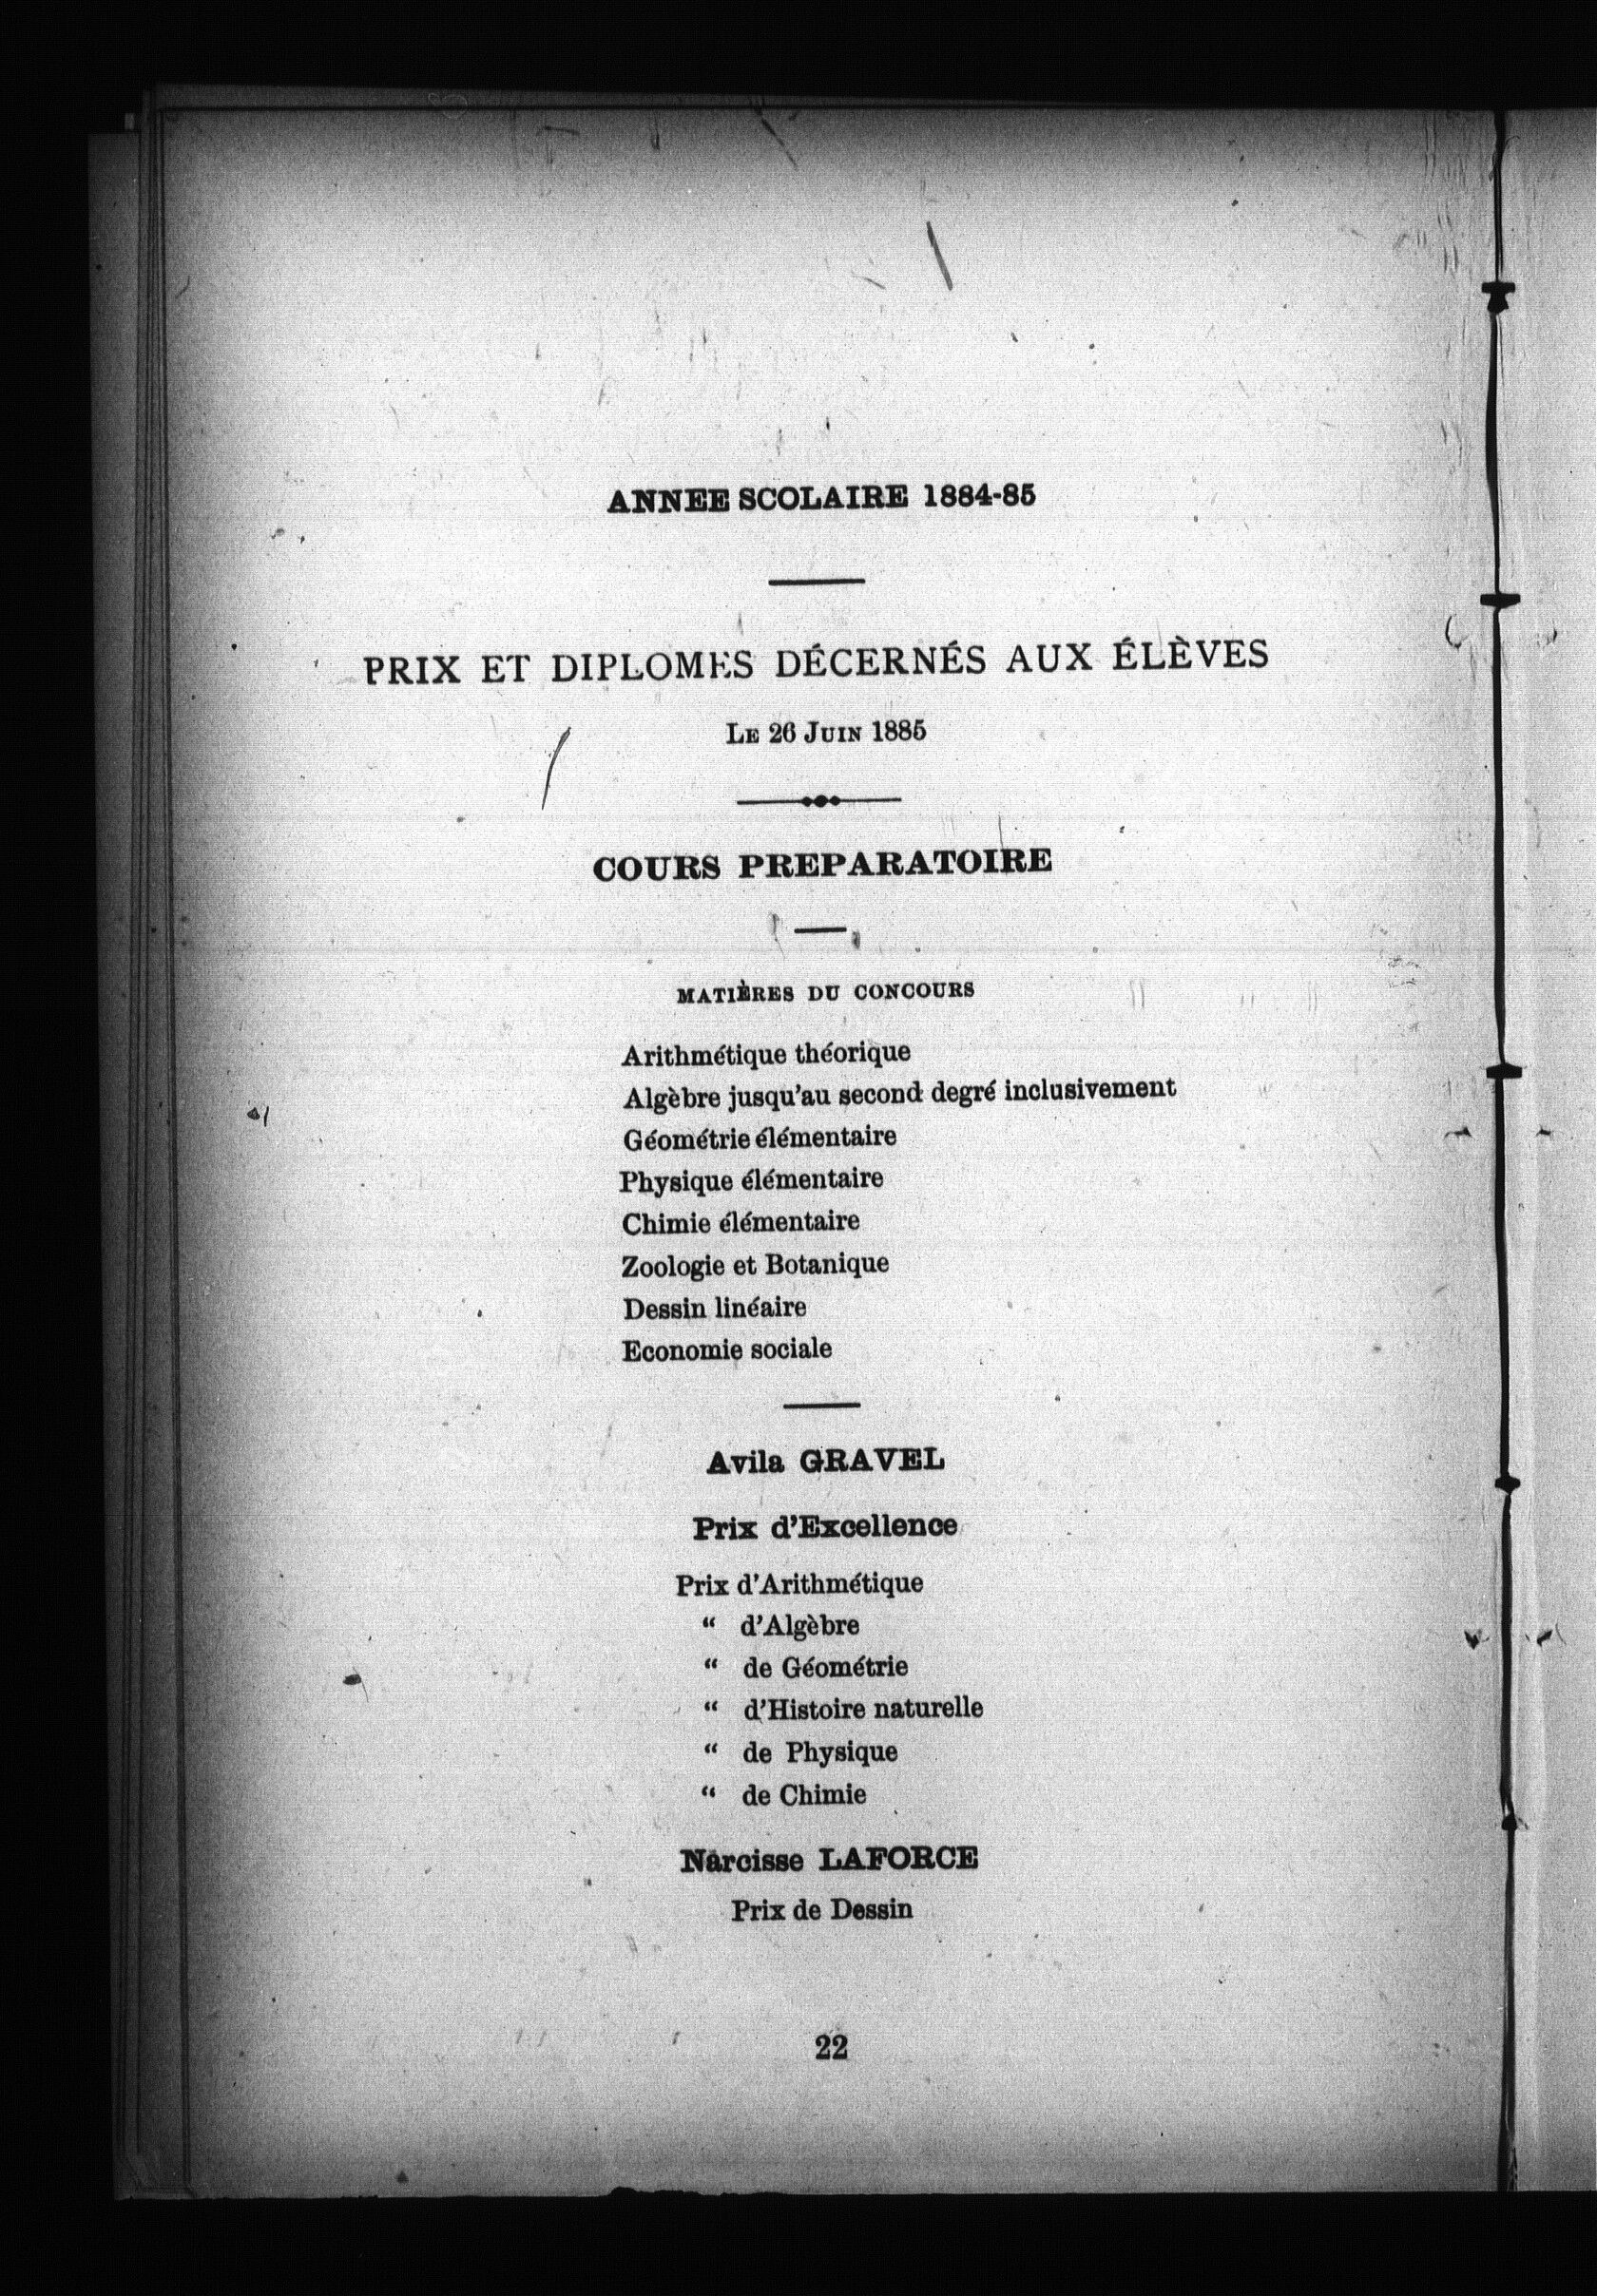 ANNEE SCOLAIRE 1884-85
PRIX ET DIPLOMES DÉCERNÉS AUX ÉLÈVES
LE 26 JUIN 1885
COURS PREPARATOIRE
MATIÈRES DU CONCOURS
Arithmétique théorique
Algèbre jusqu'au second degré inclusivement
Géométrie élémentaire
Physique élémentaire
Chimie élémentaire
Zoologie et Botanique
Dessin linéaire
Economie sociale
Avila GRAVEL
Prix d'Excellence
Prix d'Arithmétique
“ d'Algèbre
“ de Géométrie
“ d'Histoire naturelle
“ de Physique
“ de Chimie
Narcisse LAFORCE
Prix de Dessin
22